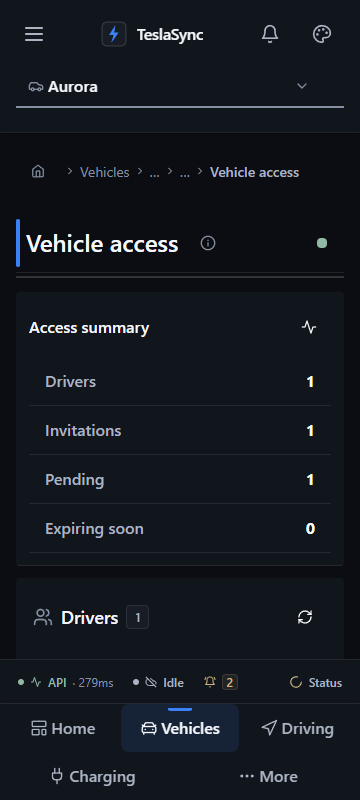 TeslaSync
Aurora
Vehicles > ... > ... > Vehicle access
Vehicle access
Access summary
Drivers 1
Invitations 1
Pending 1
Expiring soon 0
Drivers 1
API · 279ms Idle 2 Status
Home Vehicles Driving
Charging More